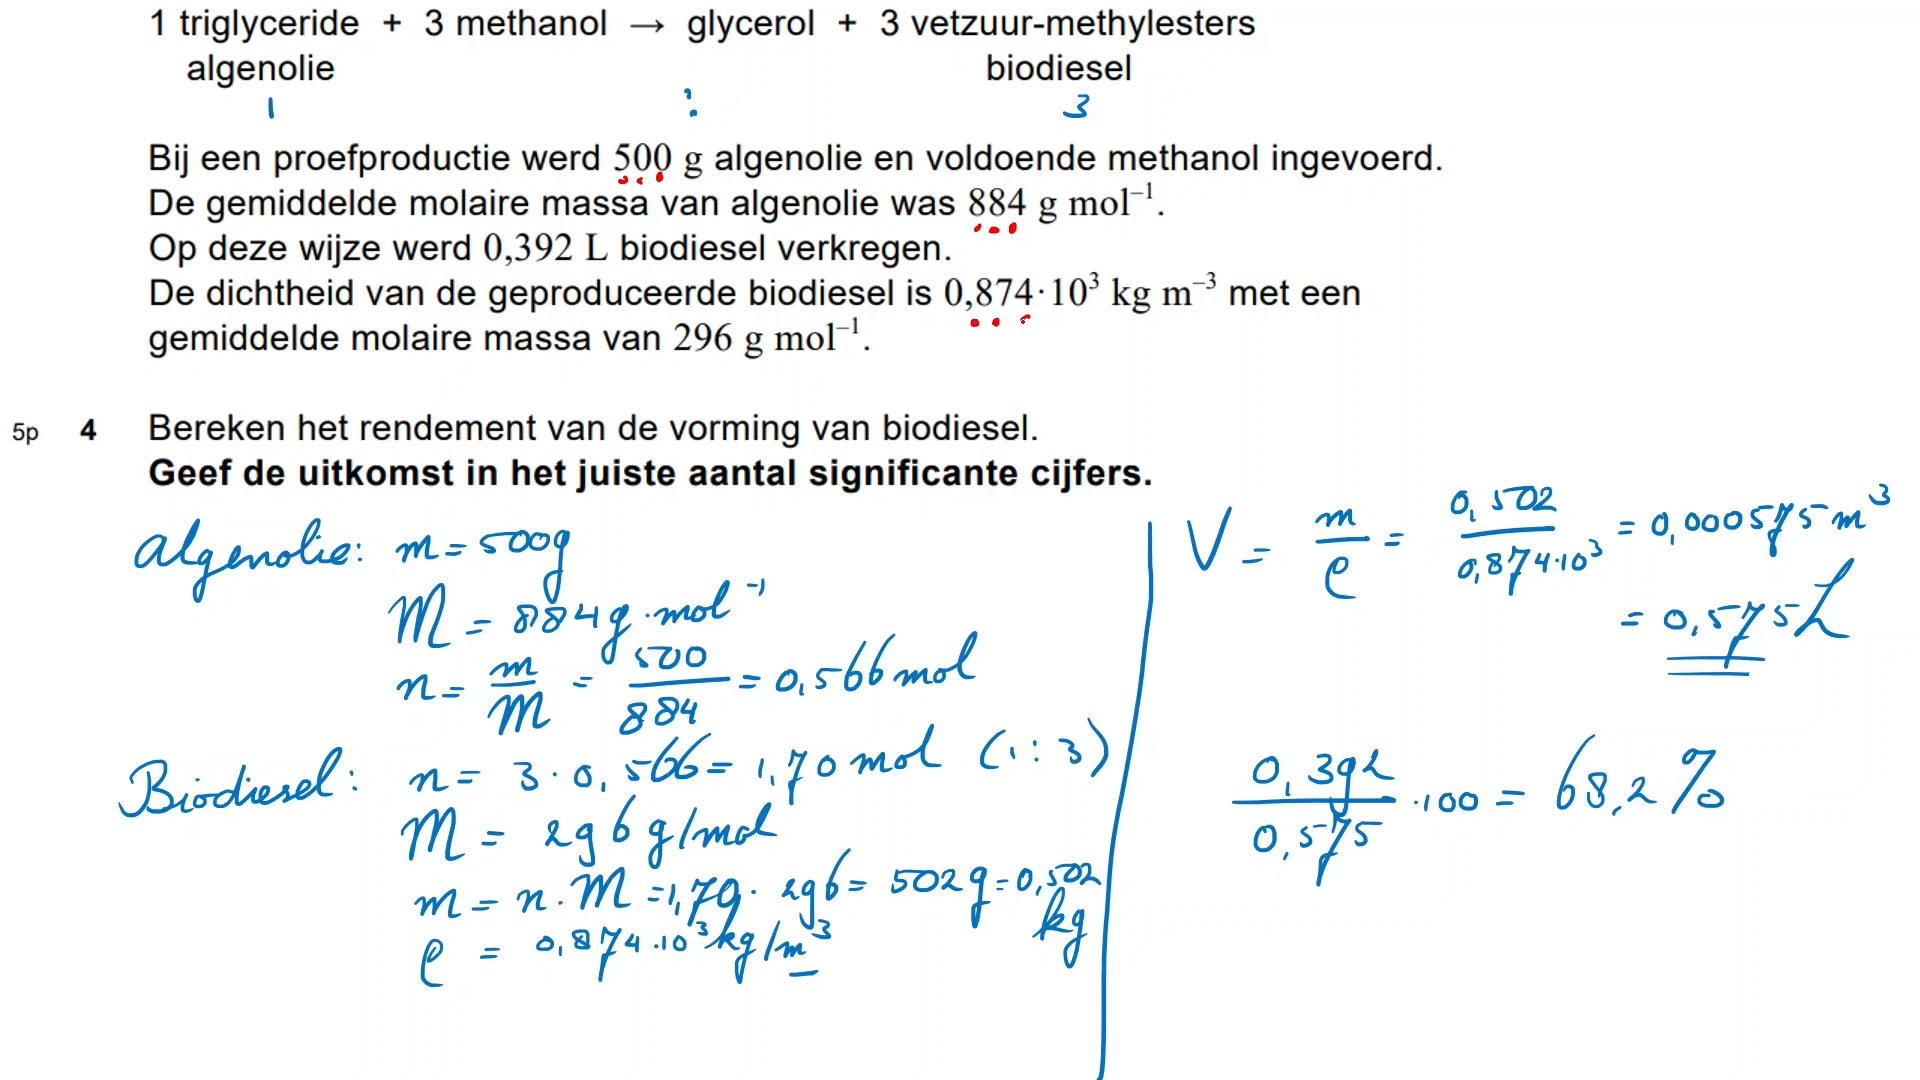 1 triglyceride + 3 methanol → glycerol + 3 vetzuur-methylesters
algenolie biodiesel
1 : 3
Bij een proefproductie werd 500 g algenolie en voldoende methanol ingevoerd.
De gemiddelde molaire massa van algenolie was 884 g mol⁻¹.
Op deze wijze werd 0,392 L biodiesel verkregen.
De dichtheid van de geproduceerde biodiesel is 0,874·10³ kg m⁻³ met een
gemiddelde molaire massa van 296 g mol⁻¹.
5p 4 Bereken het rendement van de vorming van biodiesel.
Geef de uitkomst in het juiste aantal significante cijfers.
Algenolie: m = 500g
M = 884 g·mol⁻¹
n = m/M = 500/884 = 0,566 mol
Biodiesel: n = 3·0,566 = 1,70 mol (1:3)
M = 296 g/mol
m = n·M = 1,70·296 = 502g = 0,502 kg
ρ = 0,874·10³ kg/m³
V = m/ρ = 0,502/0,874·10³ = 0,000575 m³
= 0,575 L
0,392/0,575 ·100 = 68,2 %